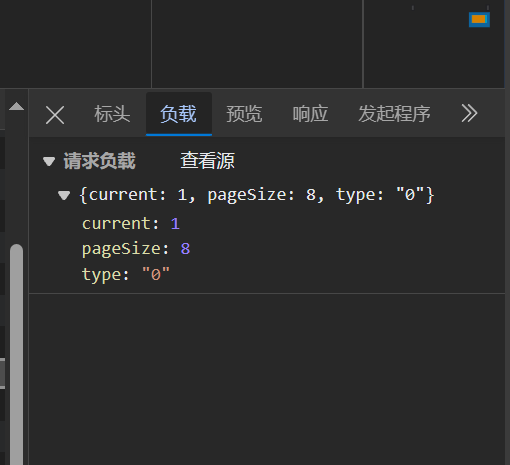 标头 负载 预览 响应 发起程序
请求负载 查看源
{current: 1, pageSize: 8, type: "0"}
current: 1
pageSize: 8
type: "0"